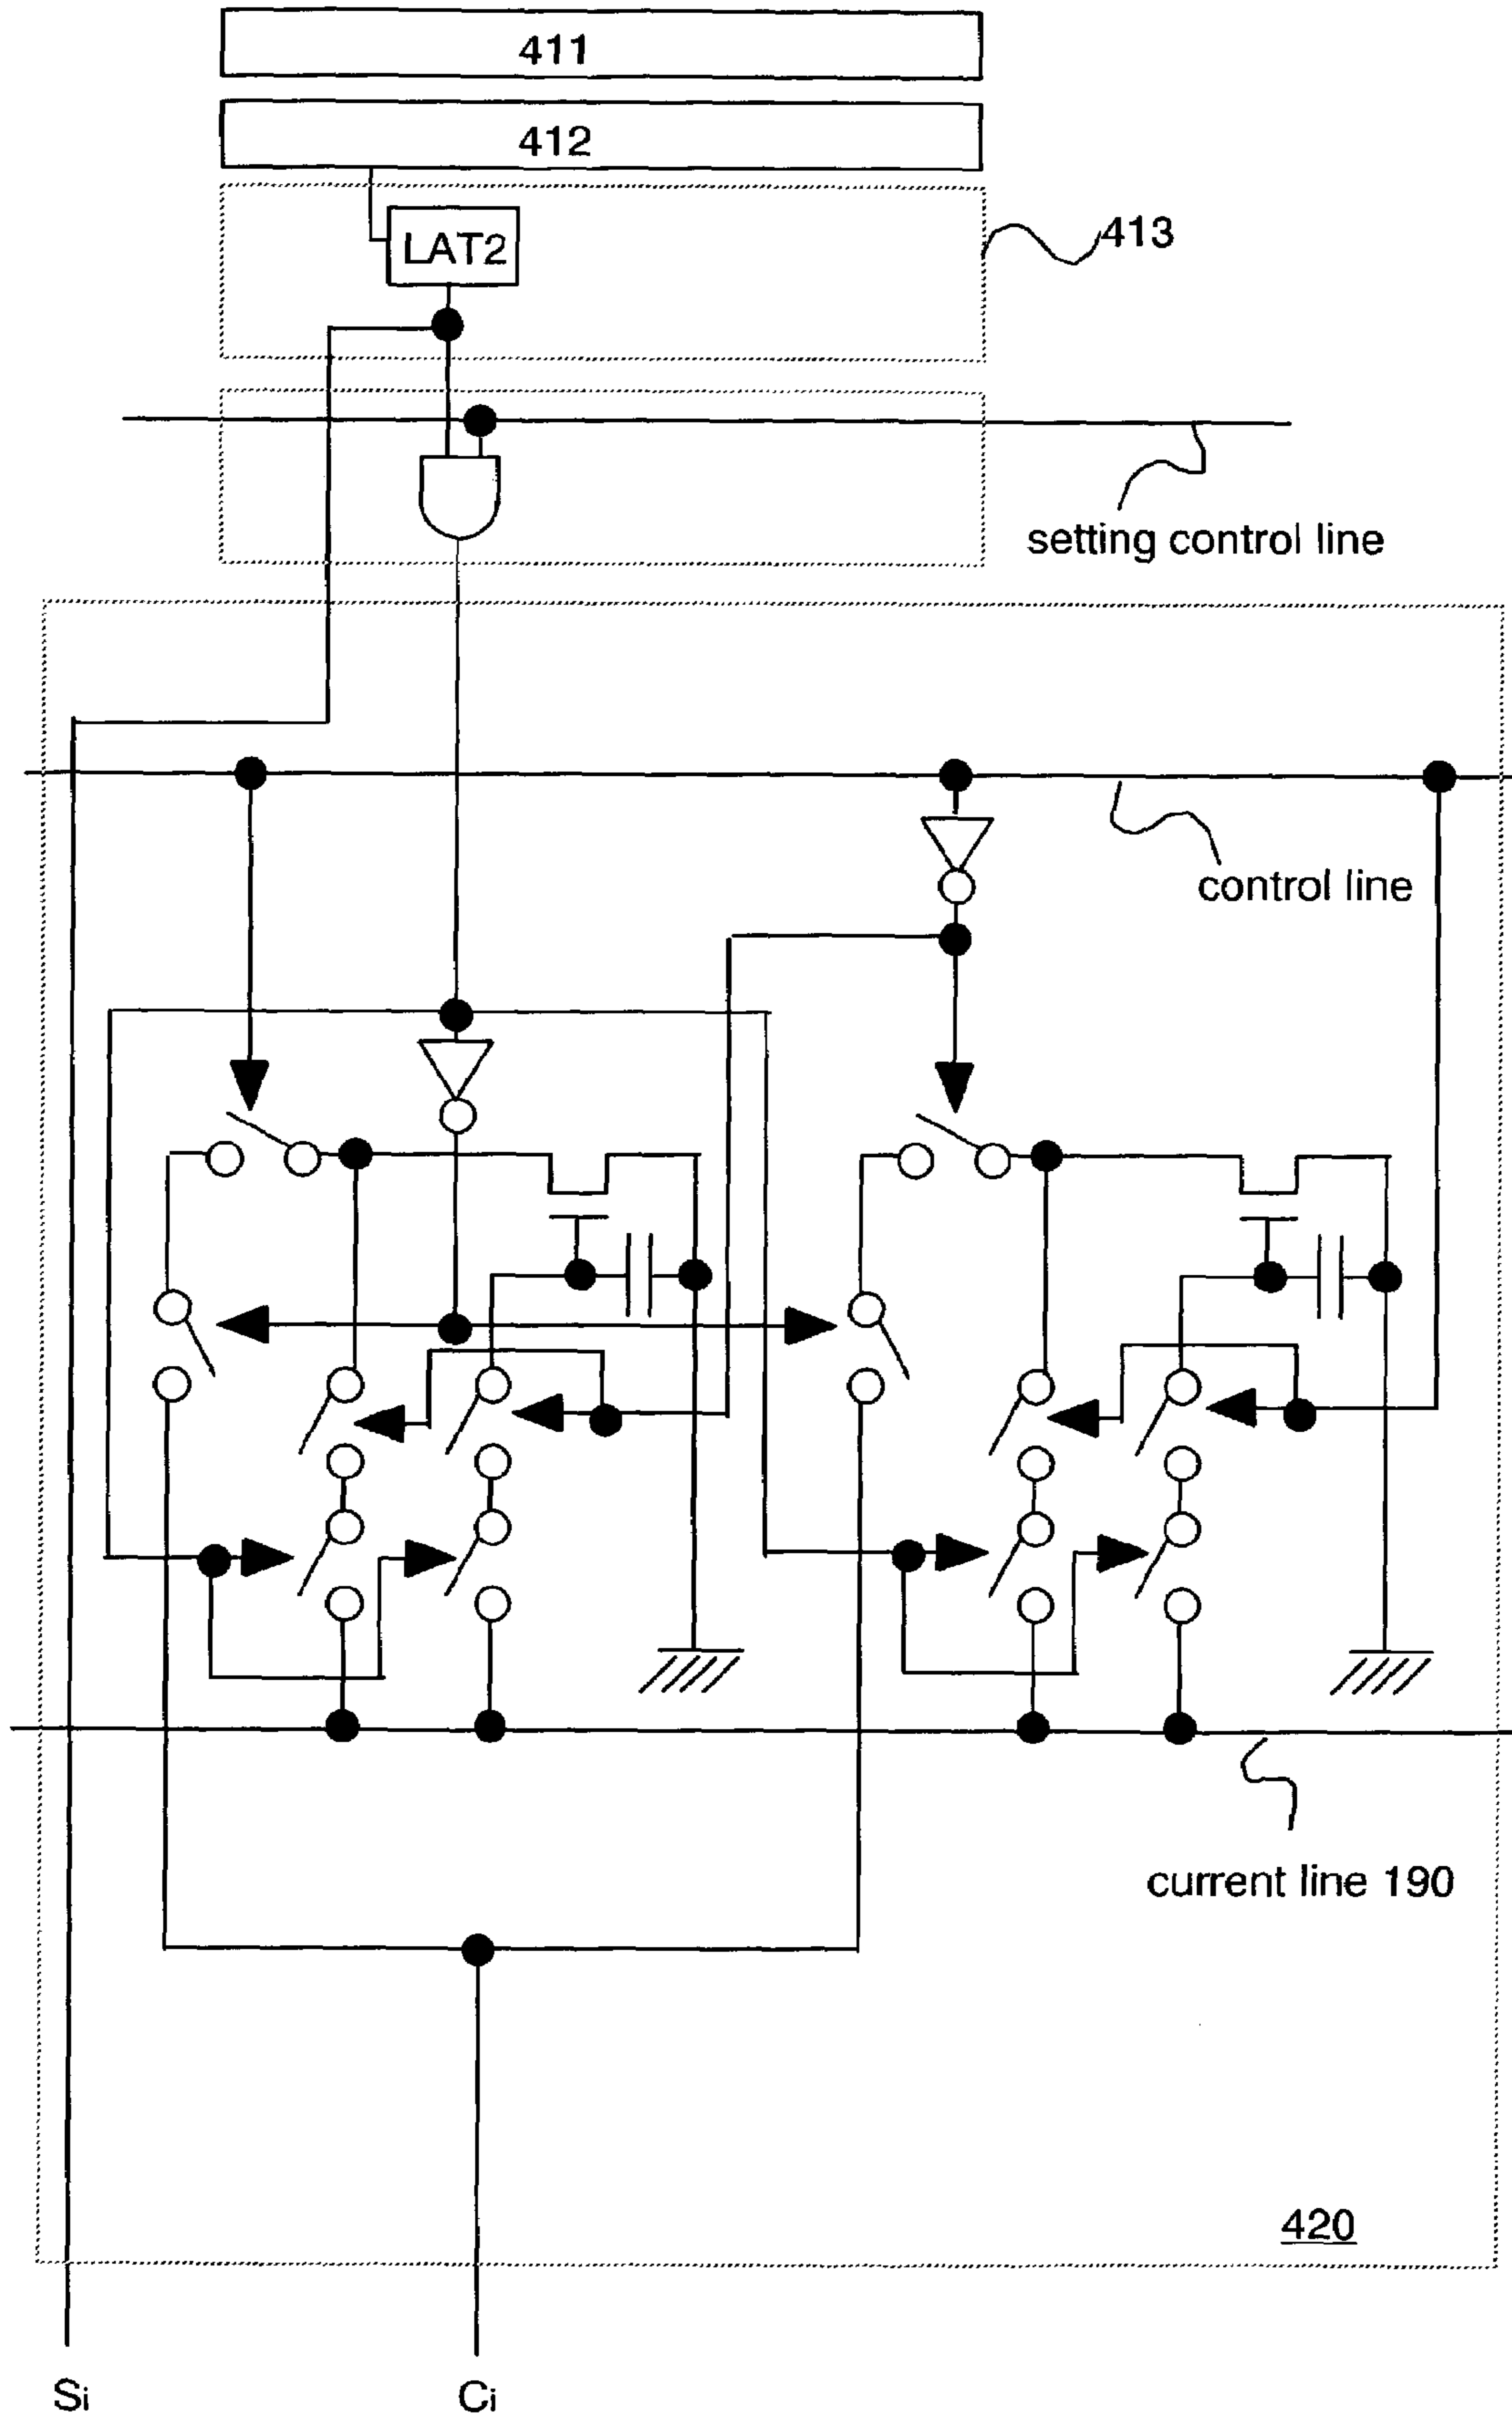 411
412
LAT2
413
setting control line
control line
current line 190
420
Si
Ci